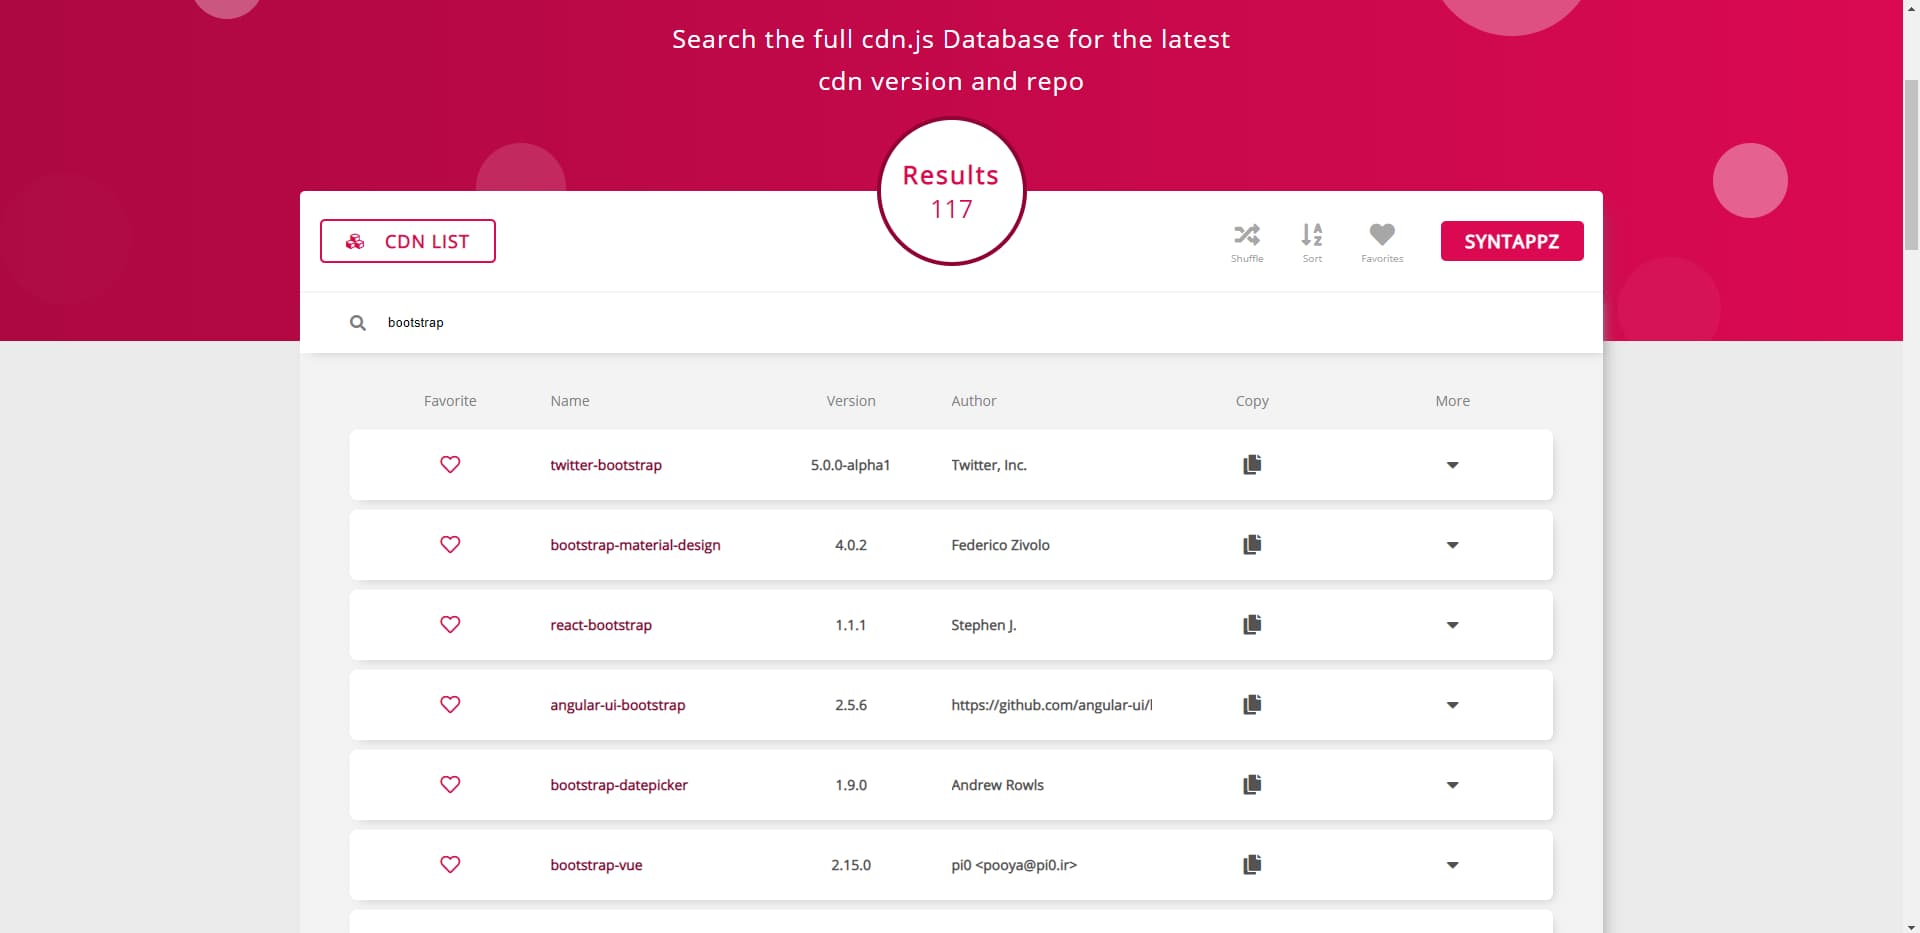 Search the full cdn.js Database for the latest
cdn version and repo
Results
117
CDN LIST
Shuffle
Sort
Favorites
SYNTAPPZ
bootstrap
Favorite Name Version Author Copy More
twitter-bootstrap 5.0.0-alpha1 Twitter, Inc.
bootstrap-material-design 4.0.2 Federico Zivolo
react-bootstrap 1.1.1 Stephen J.
angular-ui-bootstrap 2.5.6 https://github.com/angular-ui/
bootstrap-datepicker 1.9.0 Andrew Rowls
bootstrap-vue 2.15.0 pi0 <pooya@pi0.ir>